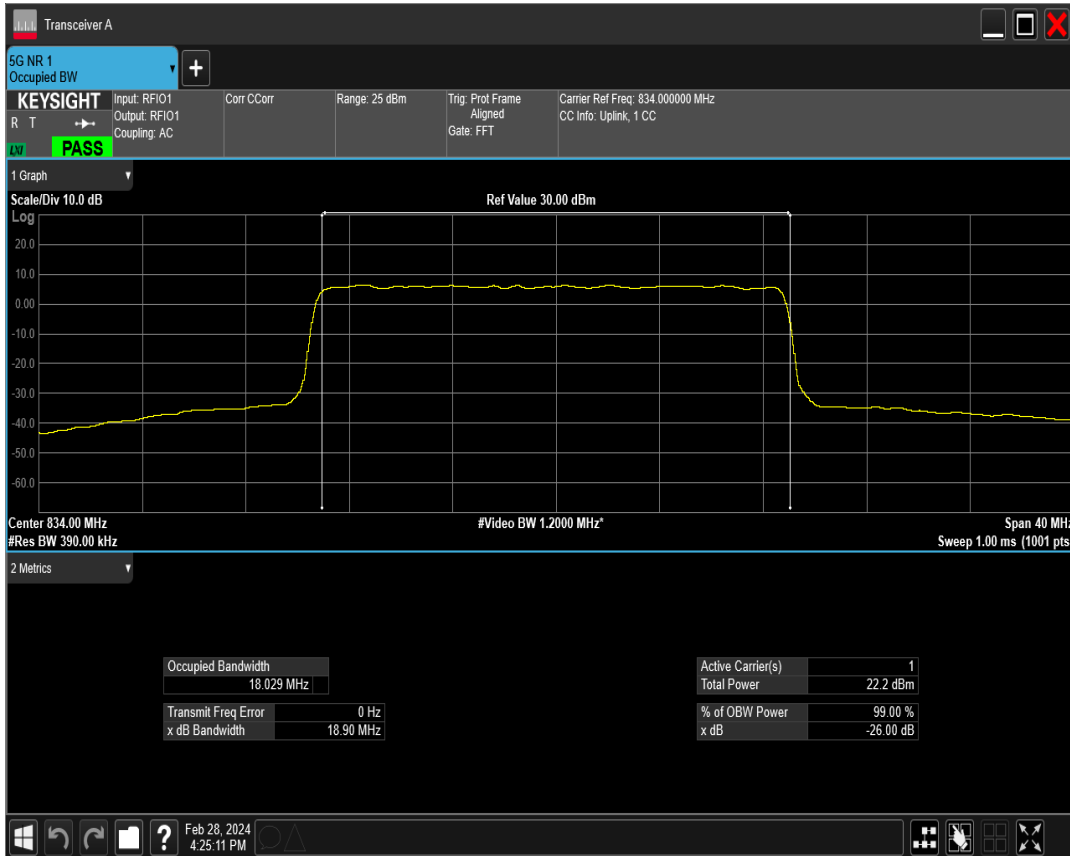 Transceiver A
5G NR 1
Occupied BW
KEYSIGHT
R T
LXI
PASS
Input: RFIO1
Output: RFIO1
Coupling: AC
Corr CCorr
Range: 25 dBm
Trig: Prot Frame
Aligned
Gate: FFT
Carrier Ref Freq: 834.000000 MHz
CC Info: Uplink, 1 CC
1 Graph
Scale/Div 10.0 dB
Ref Value 30.00 dBm
Log
20.0
10.0
0.00
-10.0
-20.0
-30.0
-40.0
-50.0
-60.0
Center 834.00 MHz
#Video BW 1.2000 MHz*
Span 40 MHz
#Res BW 390.00 kHz
Sweep 1.00 ms (1001 pts
2 Metrics
Occupied Bandwidth
18.029 MHz
Transmit Freq Error 0 Hz
x dB Bandwidth 18.90 MHz
Active Carrier(s) 1
Total Power 22.2 dBm
% of OBW Power 99.00 %
x dB -26.00 dB
?
Feb 28, 2024
4:25:11 PM